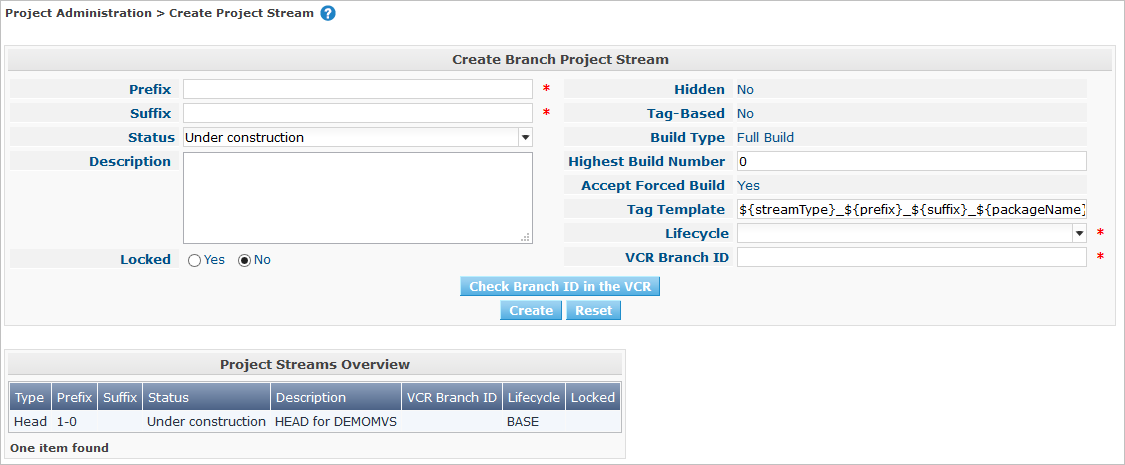 Project Administration > Create Project Stream ?
Create Branch Project Stream
Prefix *
Suffix *
Status Under construction
Description
Locked Yes No
Hidden No
Tag-Based No
Build Type Full Build
Highest Build Number 0
Accept Forced Build Yes
Tag Template ${streamType}_${prefix}_${suffix}_${packageName}
Lifecycle *
VCR Branch ID *
Check Branch ID in the VCR
Create Reset
Project Streams Overview
Type Prefix Suffix Status Description VCR Branch ID Lifecycle Locked
Head 1-0 Under construction HEAD for DEMOMVS BASE
One item found